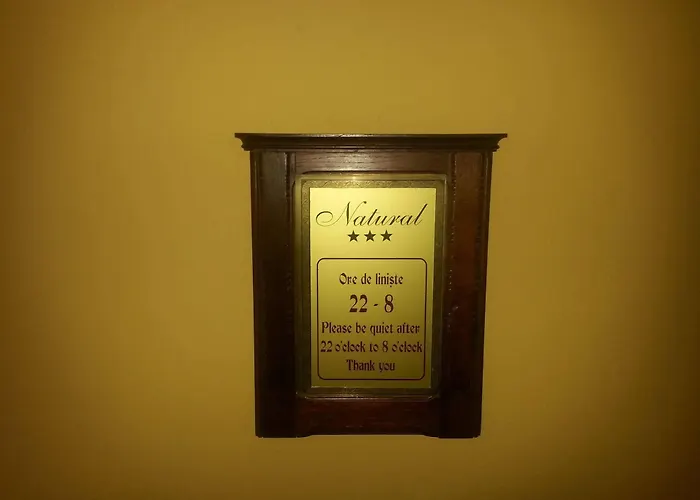 Natural
★★★
Ore de liniște
22 - 8
Please be quiet after
22 o'clock to 8 o'clock
Thank you